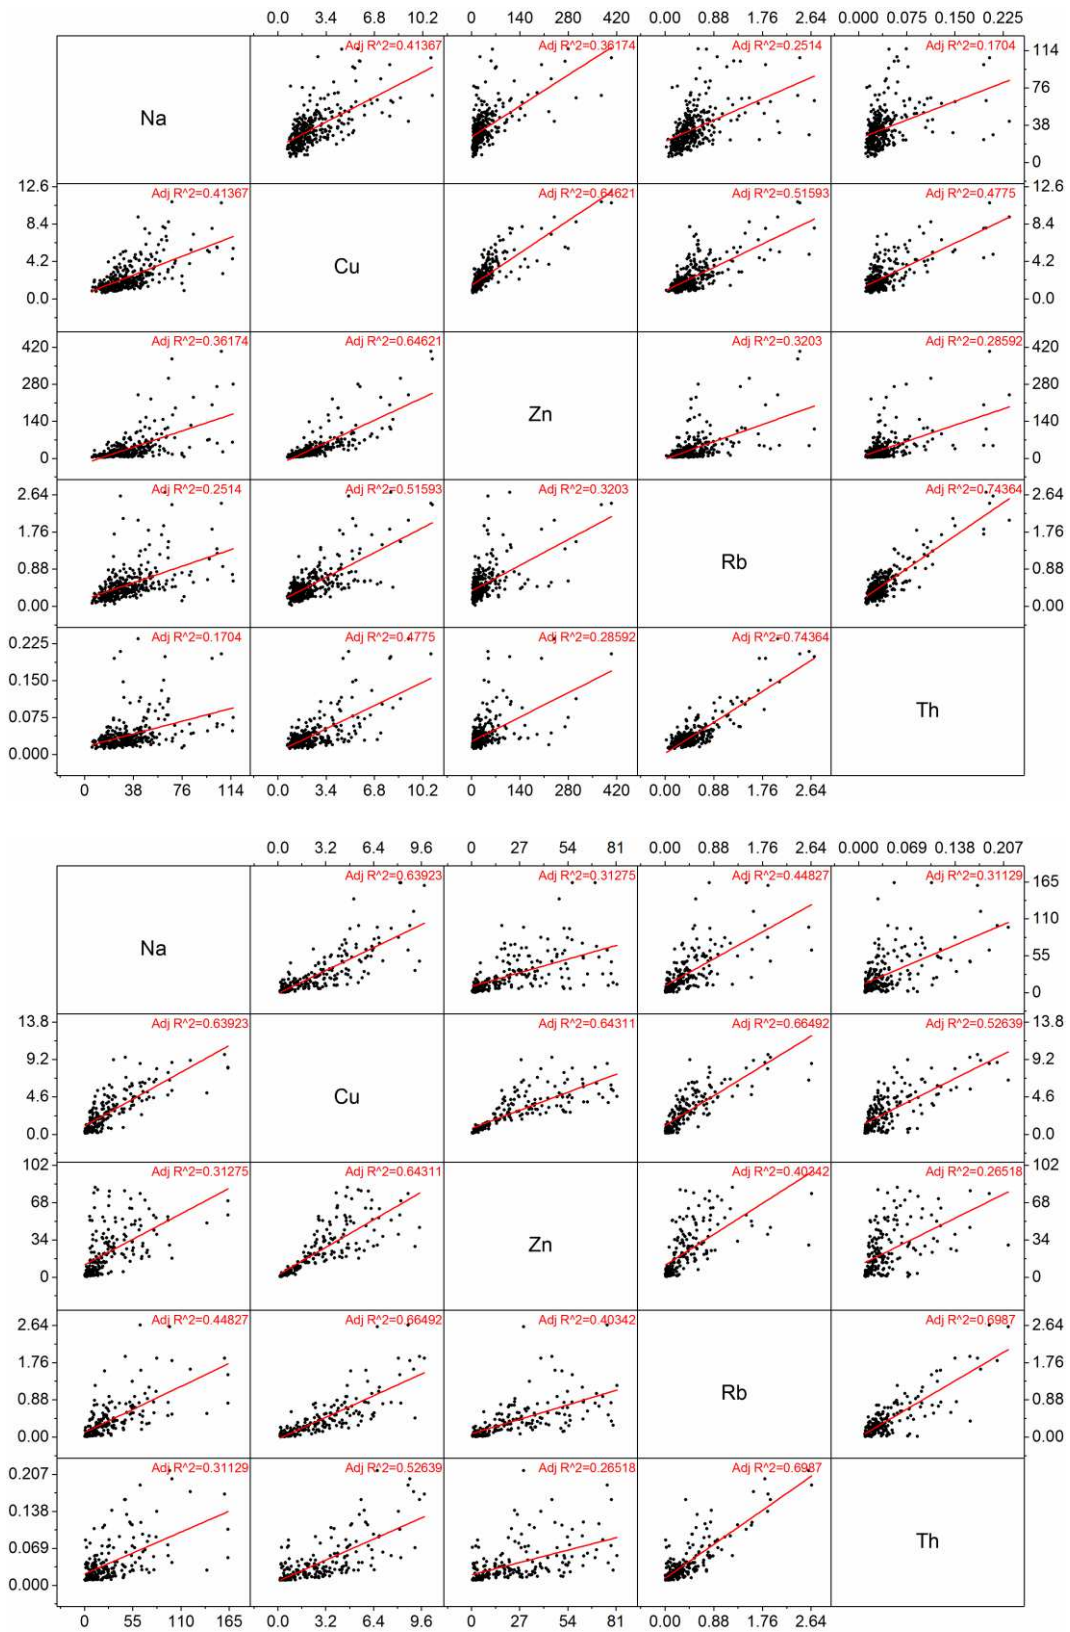 0.0 3.4 6.8 10.2 0 140 280 420 0.00 0.88 1.76 2.64 0.000 0.075 0.150 0.225
Adj R^2=0.41367 Adj R^2=0.36174 Adj R^2=0.2514 Adj R^2=0.1704
114
76
Na
38
0
12.6 Adj R^2=0.41367 Adj R^2=0.64621 Adj R^2=0.51593 Adj R^2=0.4775 12.6
8.4 8.4
4.2 Cu 4.2
0.0 0.0
420 Adj R^2=0.36174 Adj R^2=0.64621 Adj R^2=0.3203 Adj R^2=0.28592 420
280 280
Zn
140 140
0 0
2.64 Adj R^2=0.2514 Adj R^2=0.51593 Adj R^2=0.3203 Adj R^2=0.74364 2.64
1.76 1.76
Rb
0.88 0.88
0.00 0.00
0.225 Adj R^2=0.1704 Adj R^2=0.4775 Adj R^2=0.28592 Adj R^2=0.74364
0.150
Th
0.075
0.000
0 38 76 114 0.0 3.4 6.8 10.2 0 140 280 420 0.00 0.88 1.76 2.64
0.0 3.2 6.4 9.6 0 27 54 81 0.00 0.88 1.76 2.64 0.000 0.069 0.138 0.207
Adj R^2=0.63923 Adj R^2=0.31275 Adj R^2=0.44827 Adj R^2=0.31129
165
110
Na
55
0
13.8 Adj R^2=0.63923 Adj R^2=0.64311 Adj R^2=0.66492 Adj R^2=0.52639 13.8
9.2 9.2
4.6 Cu 4.6
0.0 0.0
102 Adj R^2=0.31275 Adj R^2=0.64311 Adj R^2=0.40342 Adj R^2=0.26518 102
68 68
34 Zn 34
0 0
2.64 Adj R^2=0.44827 Adj R^2=0.66492 Adj R^2=0.40342 Adj R^2=0.6987 2.64
1.76 1.76
Rb
0.88 0.88
0.00 0.00
0.207 Adj R^2=0.31129 Adj R^2=0.52639 Adj R^2=0.26518 Adj R^2=0.6987
0.138
Th
0.069
0.000
0 55 110 165 0.0 3.2 6.4 9.6 0 27 54 81 0.00 0.88 1.76 2.64